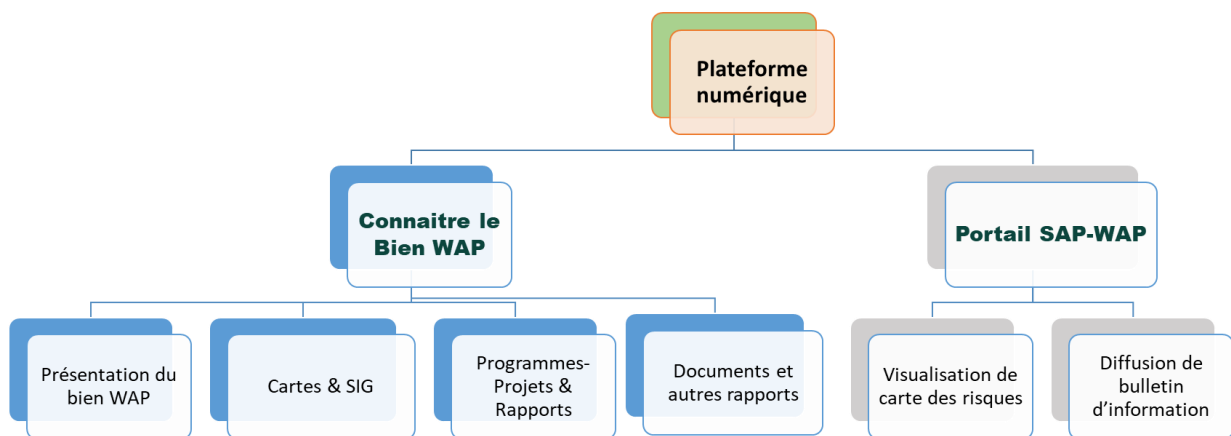 Plateforme
numérique
Connaitre le
Bien WAP
Portail SAP-WAP
Présentation du
bien WAP
Cartes & SIG
Programmes-
Projets &
Rapports
Documents et
autres rapports
Visualisation de
carte des risques
Diffusion de
bulletin
d’information